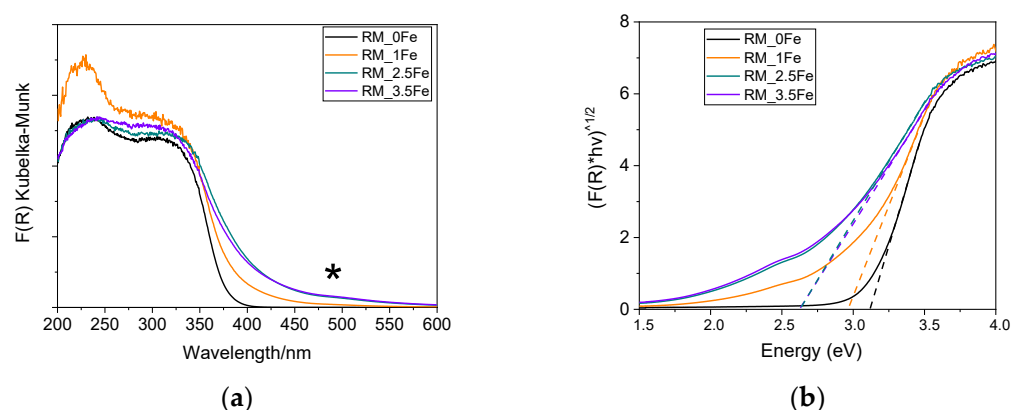 RM_0Fe
RM_1Fe
RM_2.5Fe
RM_3.5Fe
*
F(R) Kubelka-Munk
200 250 300 350 400 450 500 550 600
Wavelength/nm
(a)
RM_0Fe
RM_1Fe
RM_2.5Fe
RM_3.5Fe
(F(R)*hν)^1/2
8
6
4
2
0
1.5 2.0 2.5 3.0 3.5 4.0
Energy (eV)
(b)